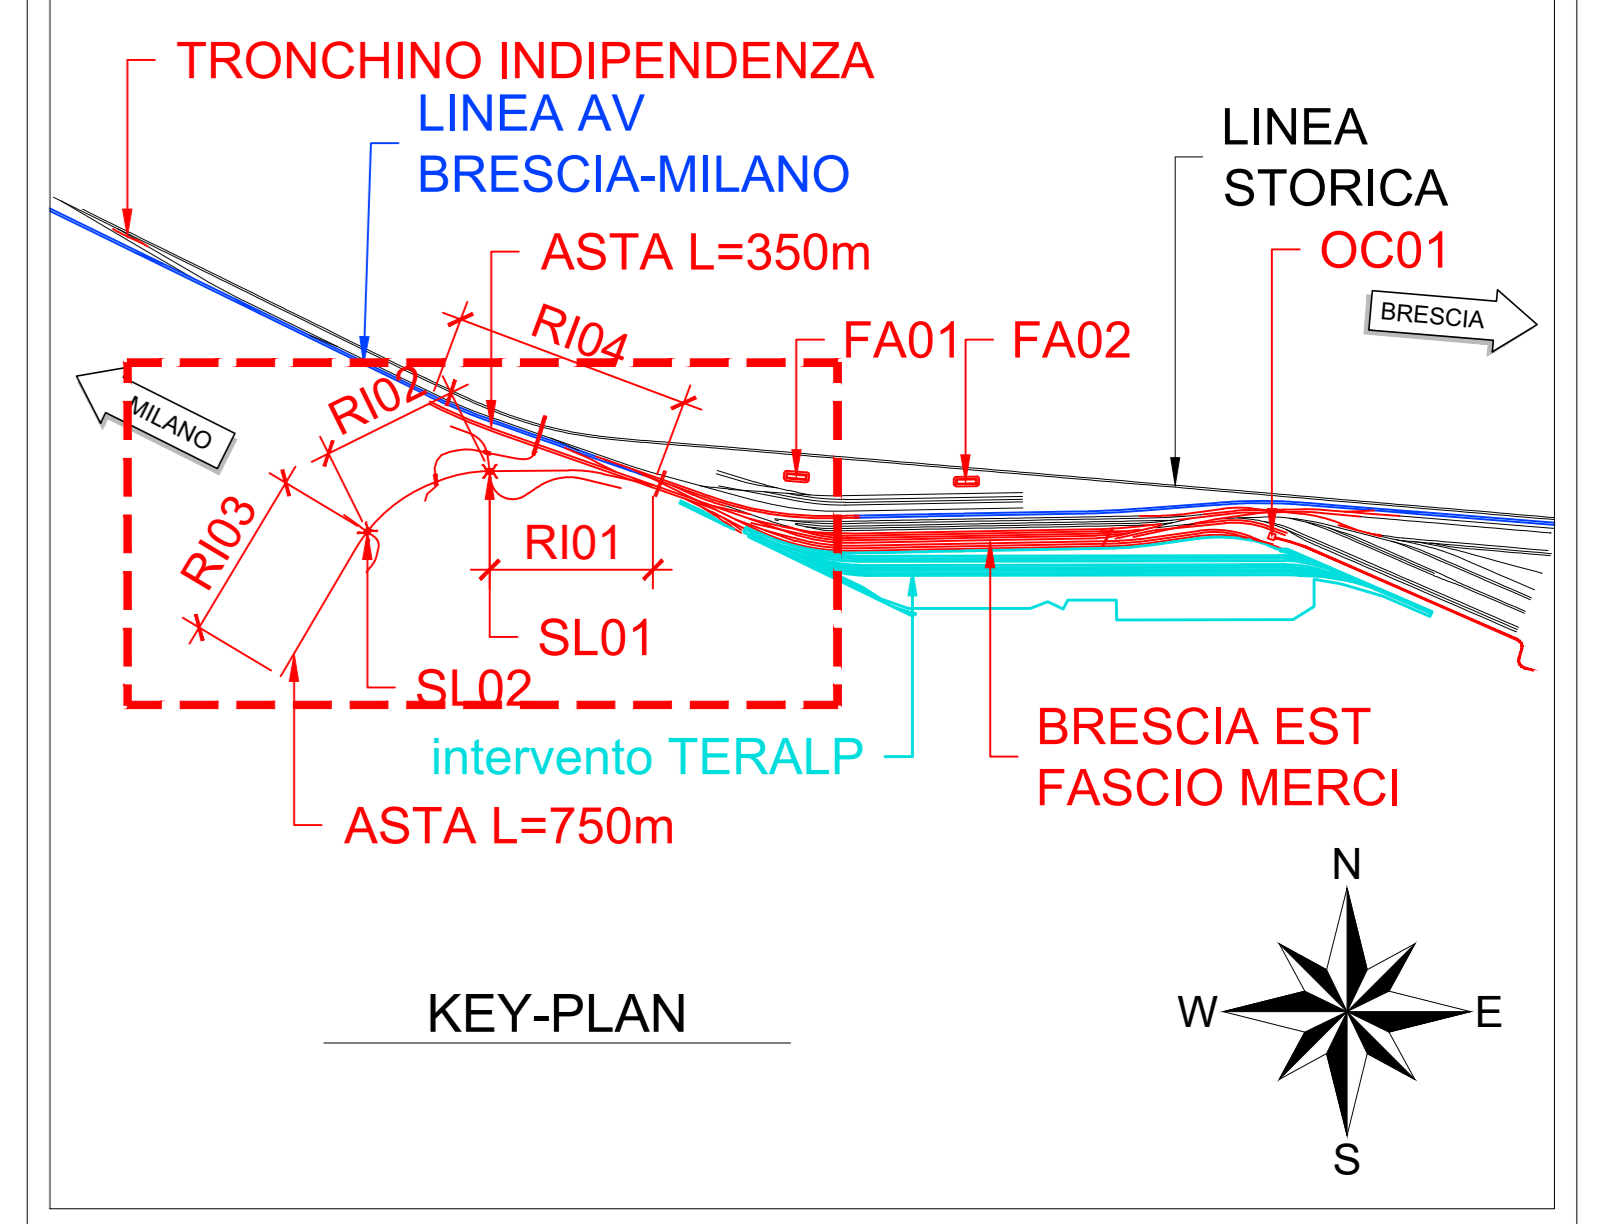 TRONCHINO INDIPENDENZA
LINEA AV
BRESCIA-MILANO
LINEA
STORICA
ASTA L=350m
OC01
BRESCIA
RI04
FA01
FA02
RI02
MILANO
RI03
RI01
SL01
SL02
BRESCIA EST
FASCIO MERCI
intervento TERALP
ASTA L=750m
N
W
E
S
KEY-PLAN